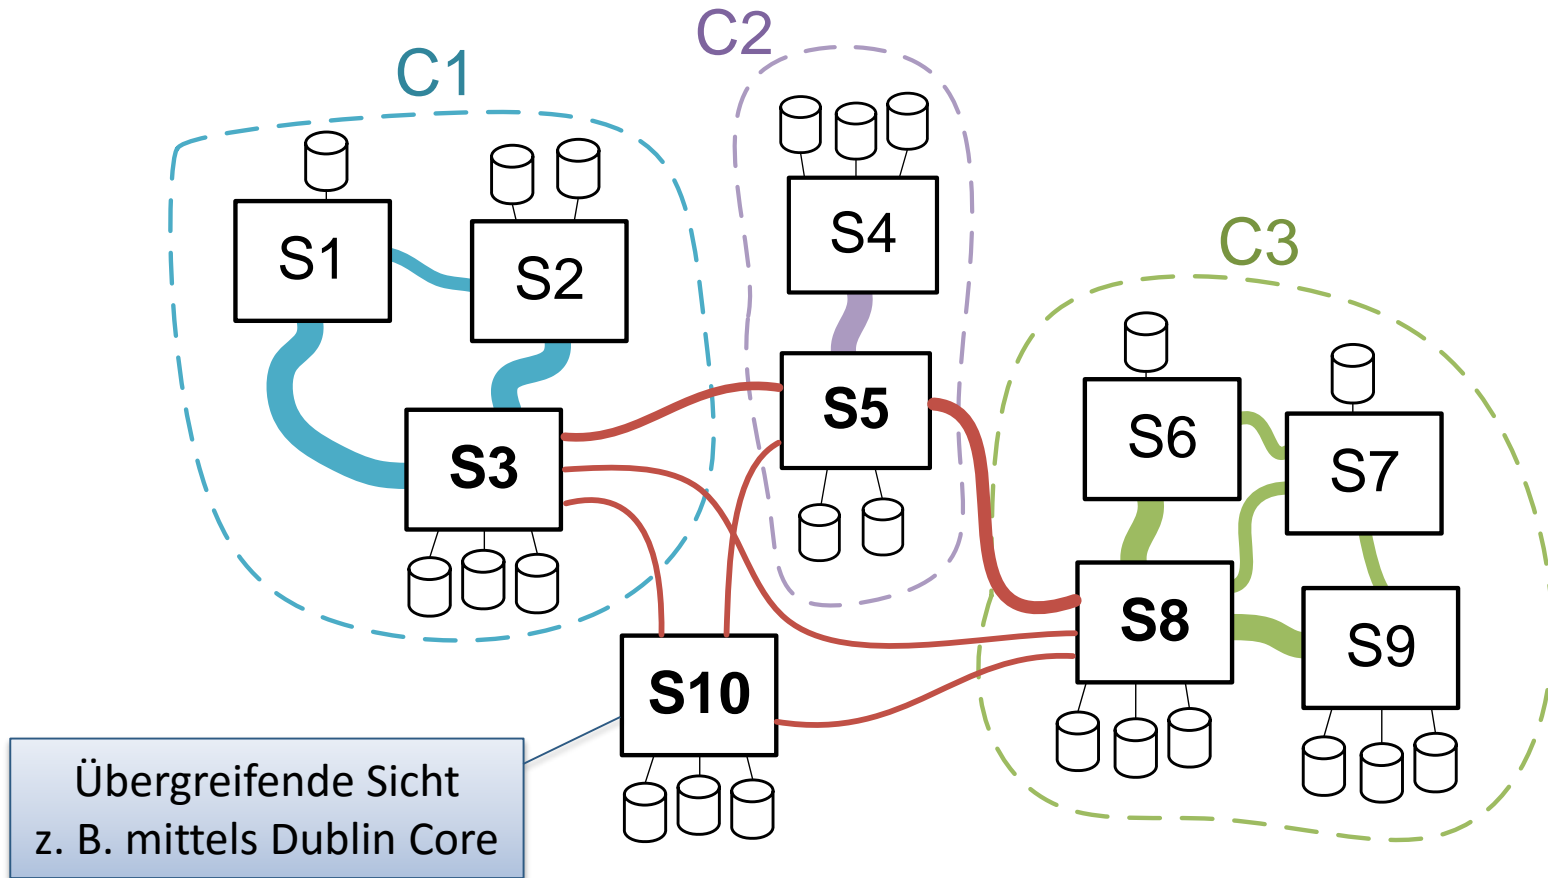 C2
C1
S1
S2
S4
C3
S3
S5
S6
S7
S8
S9
S10
Übergreifende Sicht
z. B. mittels Dublin Core